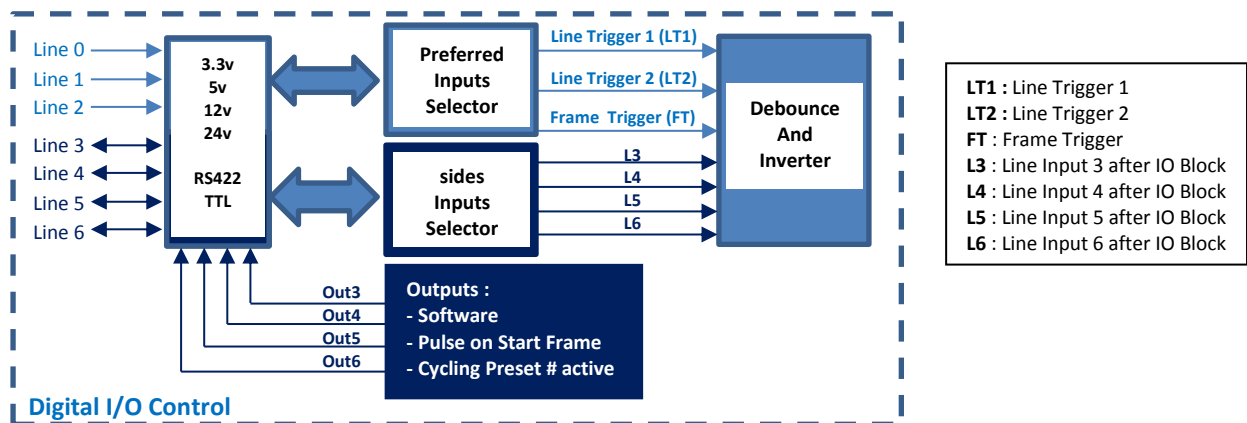 Line 0
Line 1
Line 2
Line 3
Line 4
Line 5
Line 6
3.3v
5v
12v
24v
RS422
TTL
Preferred
Inputs
Selector
sides
Inputs
Selector
Line Trigger 1 (LT1)
Line Trigger 2 (LT2)
Frame Trigger (FT)
L3
L4
L5
L6
Debounce
And
Inverter
Out3
Out4
Out5
Out6
Outputs :
- Software
- Pulse on Start Frame
- Cycling Preset # active
Digital I/O Control
LT1 : Line Trigger 1
LT2 : Line Trigger 2
FT : Frame Trigger
L3 : Line Input 3 after IO Block
L4 : Line Input 4 after IO Block
L5 : Line Input 5 after IO Block
L6 : Line Input 6 after IO Block